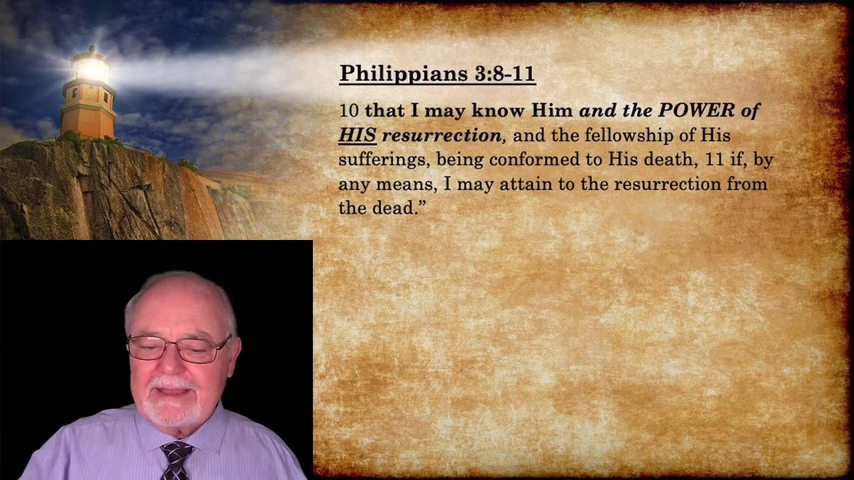 Philippians 3:8-11
10 that I may know Him and the POWER of
HIS resurrection, and the fellowship of His
sufferings, being conformed to His death, 11 if, by
any means, I may attain to the resurrection from
the dead.”